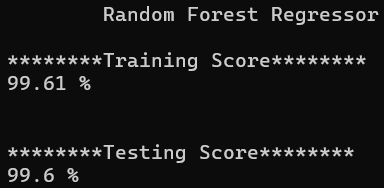 Random Forest Regressor
********Training Score********
99.61 %
********Testing Score********
99.6 %